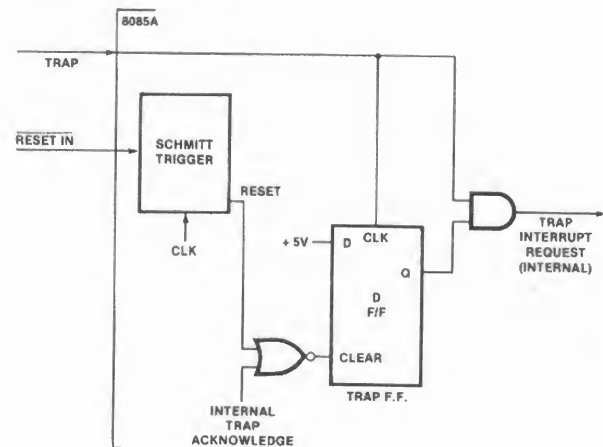 8085A
TRAP
RESET IN
SCHMITT
TRIGGER
RESET
CLK
+ 5V
D
CLK
Q
D
F/F
CLEAR
TRAP F.F.
TRAP
INTERRUPT
REQUEST
(INTERNAL)
INTERNAL
TRAP
ACKNOWLEDGE